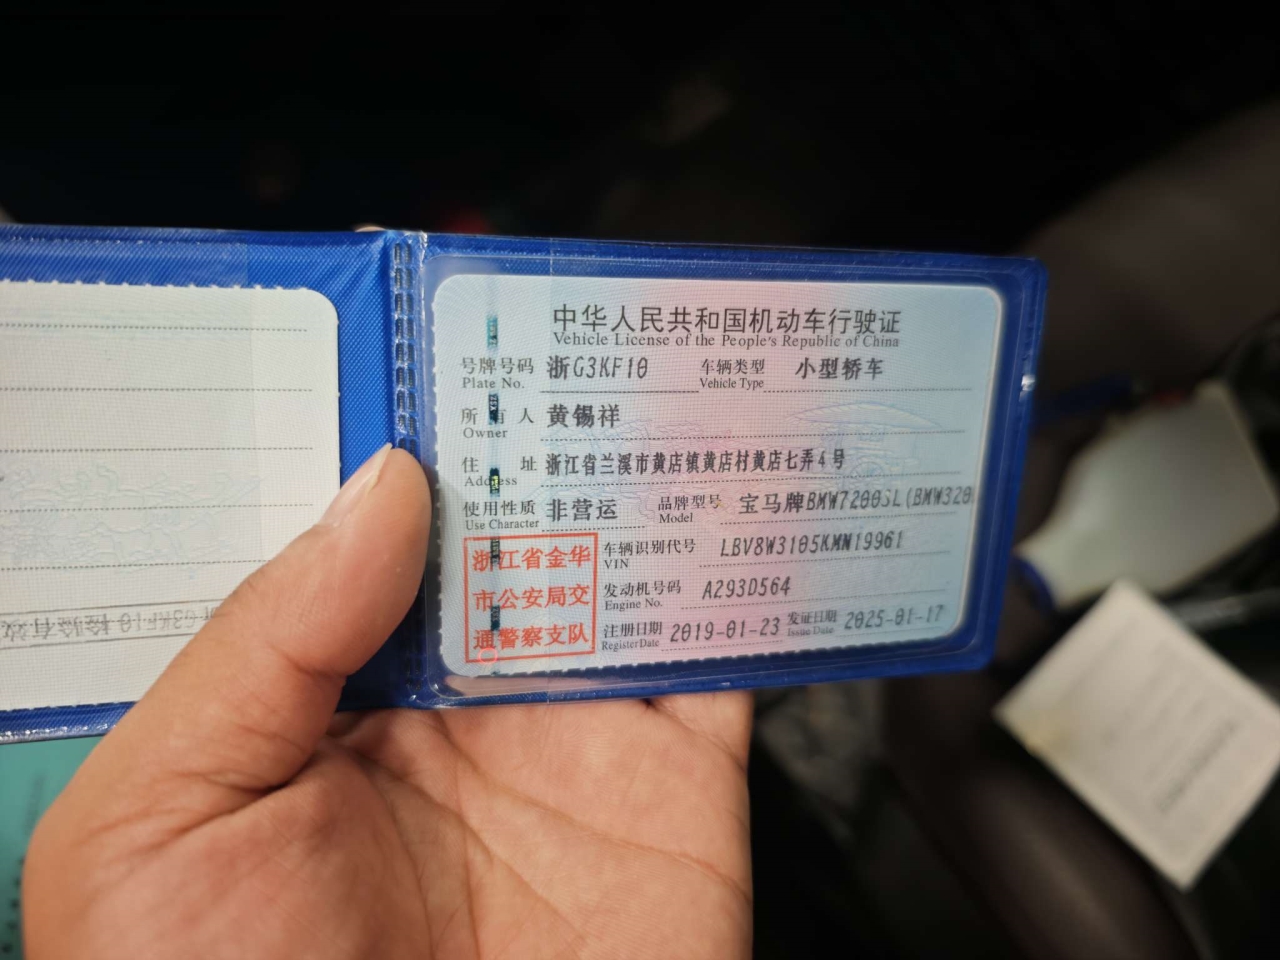 中华人民共和国机动车行驶证
Vehicle License of the People's Republic of China
号牌号码 浙G3KF10 车辆类型 小型轿车
Plate No. Vehicle Type
所有人 黄锡祥
Owner
住址 浙江省兰溪市黄店镇黄店村黄店七弄4号
Address
使用性质 非营运 品牌型号 宝马牌BMW7200SL(BMW320
Use Character Model
浙江省金华
市公安局交
通警察支队
车辆识别代号 LBV8W3105KMN19961
VIN
发动机号码 A293D564
Engine No.
注册日期 2019-01-23 发证日期 2025-01-17
Register Date Issue Date
G3KF10 检验有效